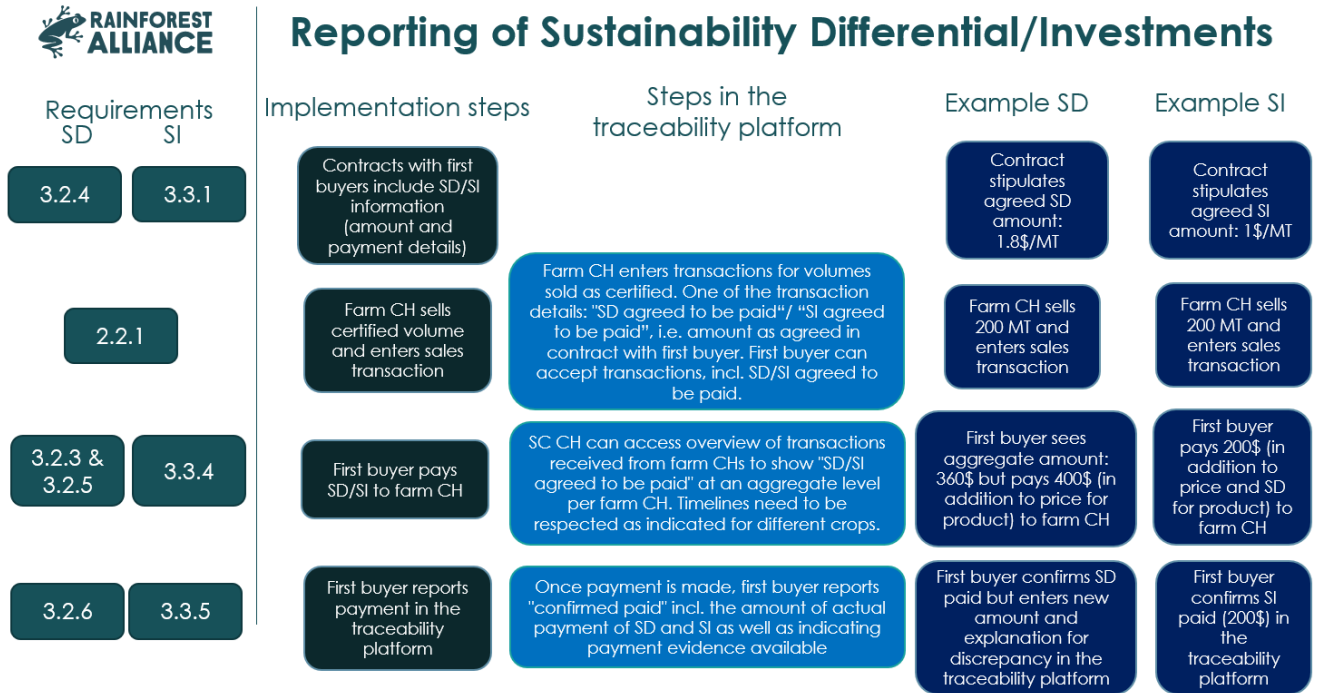 RAINFOREST
ALLIANCE
Reporting of Sustainability Differential/Investments
Requirements
SD
SI
Implementation steps
Steps in the
traceability platform
Example SD
Example SI
3.2.4
3.3.1
Contracts with first
buyers include SD/SI
information
(amount and
payment details)
Contract
stipulates
agreed SD
amount:
1.8$/MT
Contract
stipulates
agreed SI
amount: 1$/MT
2.2.1
Farm CH sells
certified volume
and enters sales
transaction
Farm CH enters transactions for volumes
sold as certified. One of the transaction
details: "SD agreed to be paid“/ “SI agreed
to be paid”, i.e. amount as agreed in
contract with first buyer. First buyer can
accept transactions, incl. SD/SI agreed to
be paid.
Farm CH sells
200 MT and
enters sales
transaction
Farm CH sells
200 MT and
enters sales
transaction
3.2.3 &
3.2.5
3.3.4
First buyer pays
SD/SI to farm CH
SC CH can access overview of transactions
received from farm CHs to show "SD/SI
agreed to be paid" at an aggregate level
per farm CH. Timelines need to be
respected as indicated for different crops.
First buyer sees
aggregate amount:
360$ but pays 400$ (in
addition to price for
product) to farm CH
First buyer
pays 200$ (in
addition to
price and SD
for product) to
farm CH
3.2.6
3.3.5
First buyer reports
payment in the
traceability
platform
Once payment is made, first buyer reports
"confirmed paid" incl. the amount of actual
payment of SD and SI as well as indicating
payment evidence available
First buyer confirms SD
paid but enters new
amount and
explanation for
discrepancy in the
traceability platform
First buyer
confirms SI
paid (200$) in
the
traceability
platform